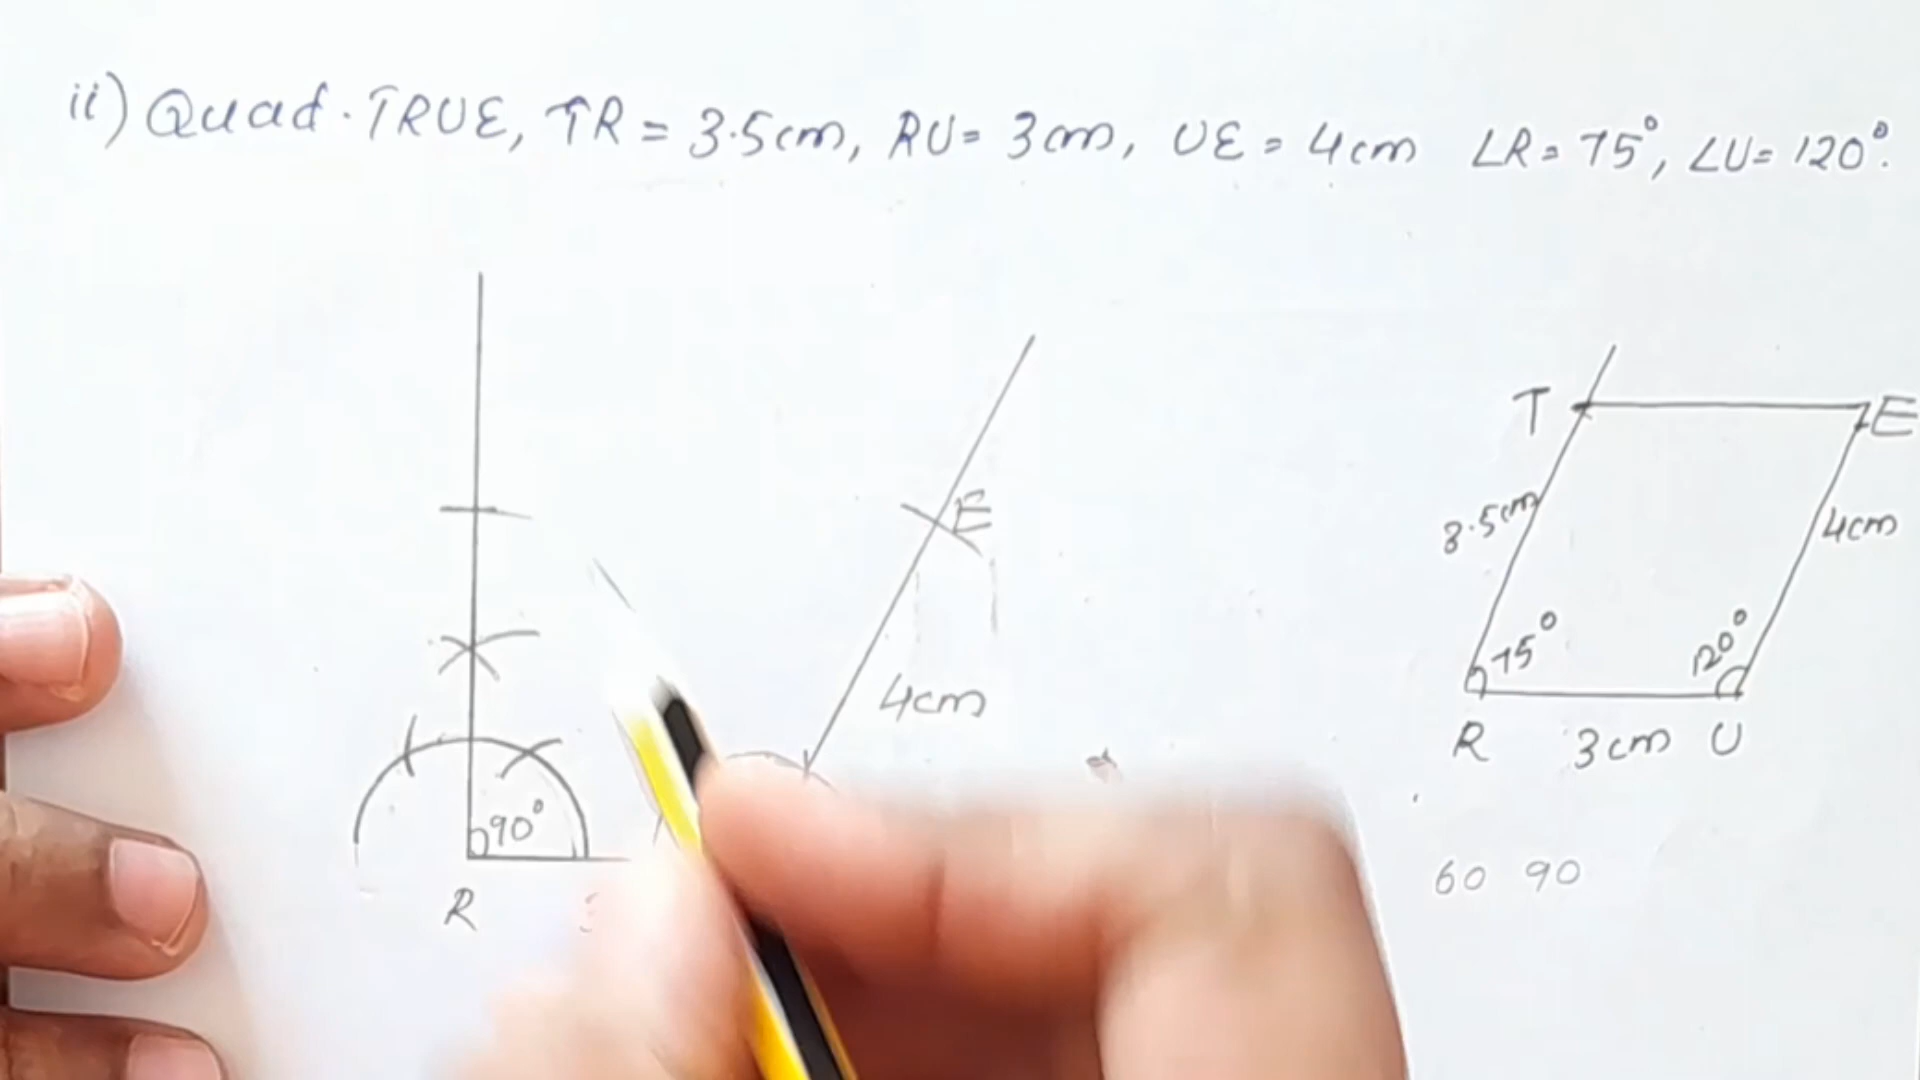 ii) Quad. TRUE, TR = 3.5cm, RU= 3cm, UE = 4cm ∠R = 75°, ∠U= 120°.
E
4cm
90°
R
T E
3.5cm 4cm
75° 120°
R 3cm U
60 90